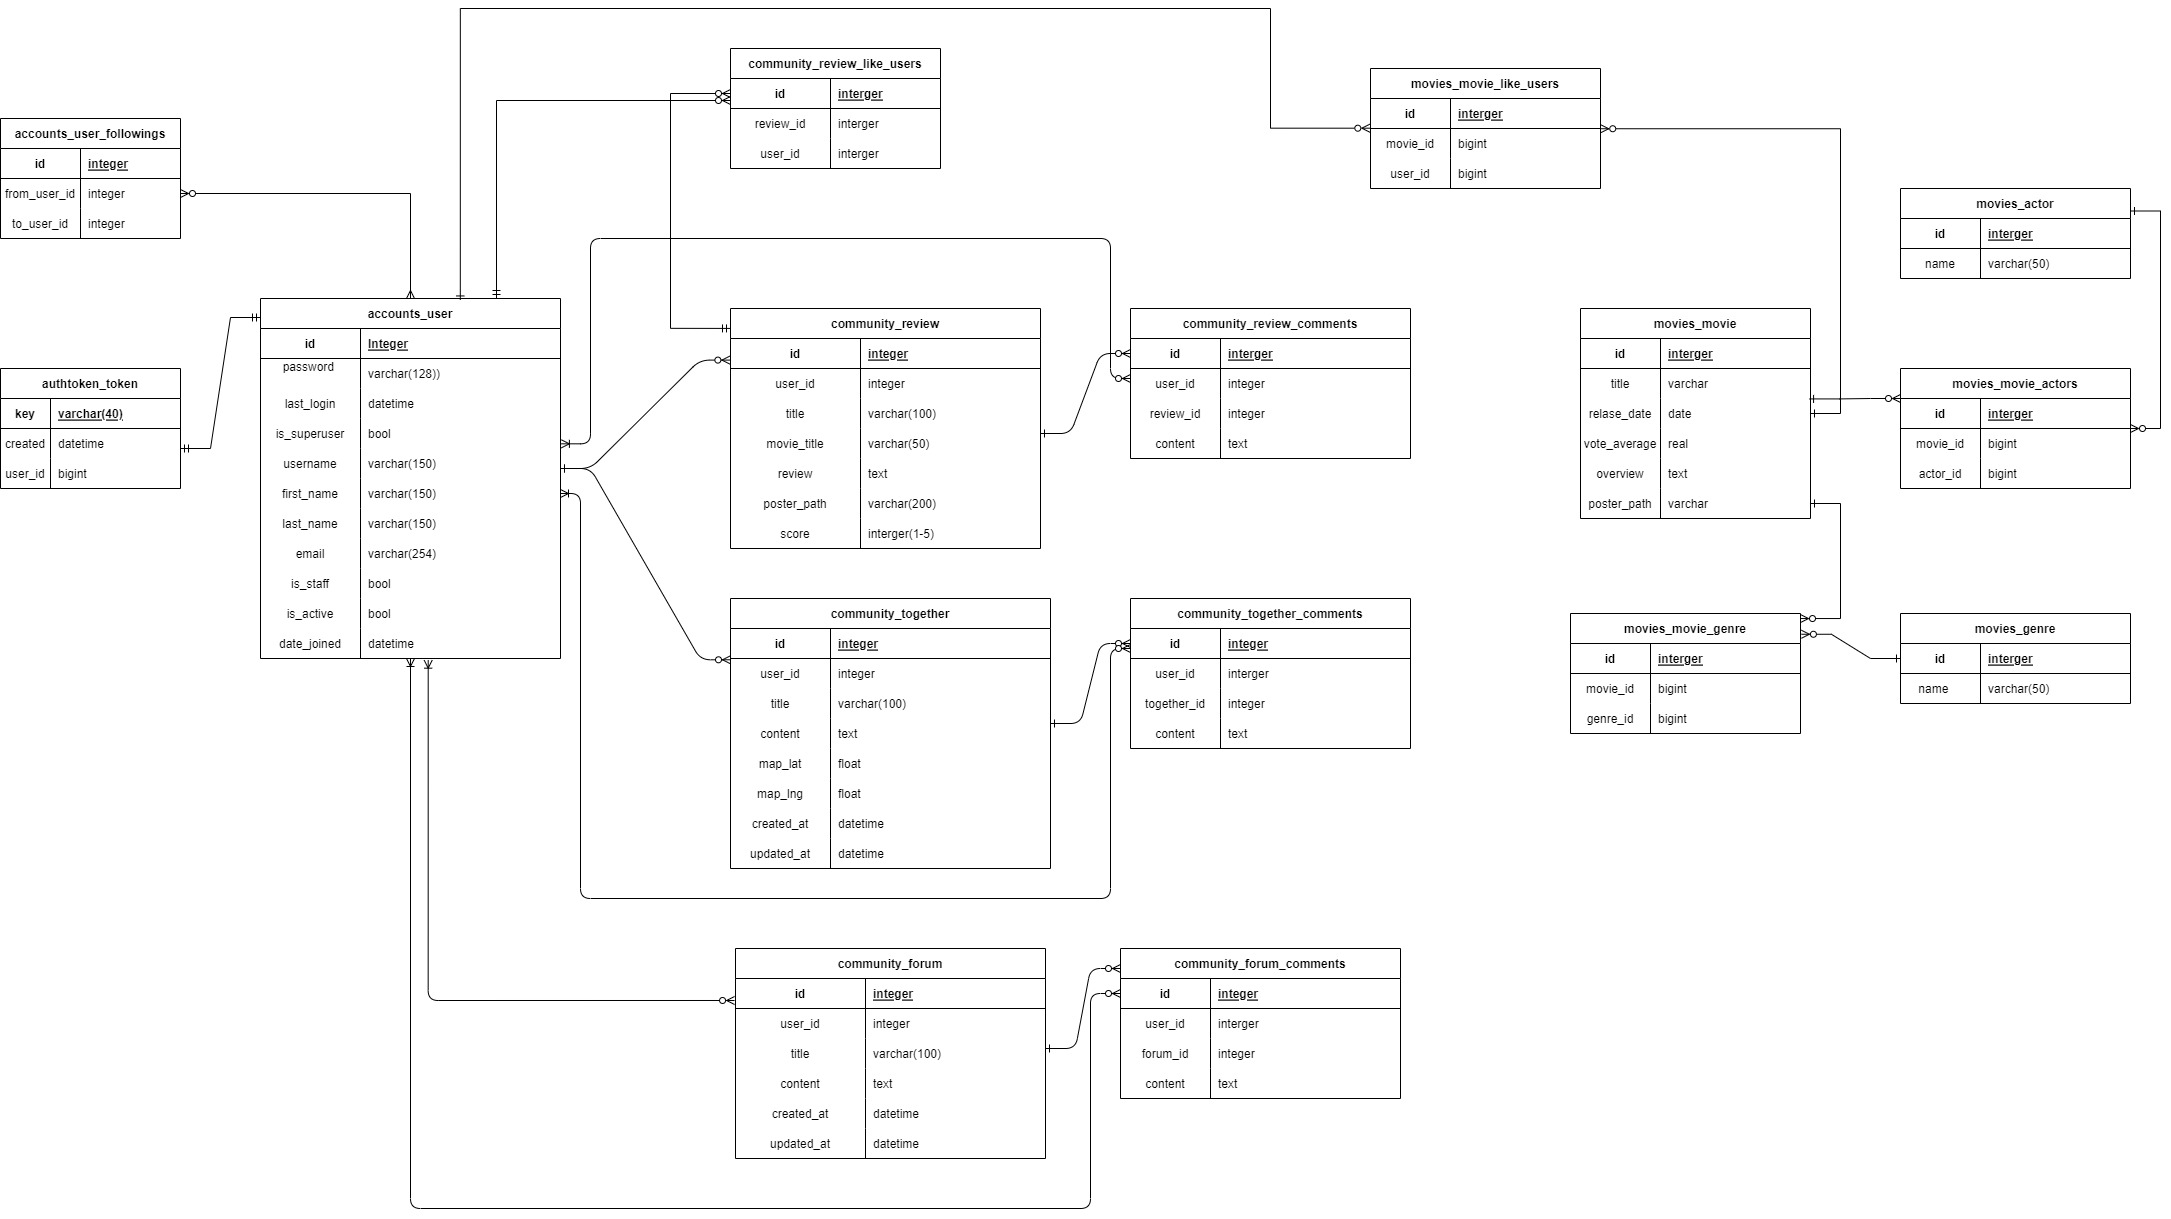 community_review_like_users
id interger
review_id interger
user_id interger
movies_movie_like_users
id interger
movie_id bigint
user_id bigint
accounts_user_followings
id integer
from_user_id integer
to_user_id integer
movies_actor
id interger
name varchar(50)
accounts_user
id Integer
password varchar(128))
last_login datetime
is_superuser bool
username varchar(150)
first_name varchar(150)
last_name varchar(150)
email varchar(254)
is_staff bool
is_active bool
date_joined datetime
authtoken_token
key varchar(40)
created datetime
user_id bigint
community_review
id integer
user_id integer
title varchar(100)
movie_title varchar(50)
review text
poster_path varchar(200)
score interger(1-5)
community_review_comments
id interger
user_id integer
review_id integer
content text
movies_movie
id interger
title varchar
relase_date date
vote_average real
overview text
poster_path varchar
movies_movie_actors
id interger
movie_id bigint
actor_id bigint
community_together
id integer
user_id integer
title varchar(100)
content text
map_lat float
map_lng float
created_at datetime
updated_at datetime
community_together_comments
id integer
user_id interger
together_id integer
content text
movies_movie_genre
id interger
movie_id bigint
genre_id bigint
movies_genre
id interger
name varchar(50)
community_forum
id integer
user_id integer
title varchar(100)
content text
created_at datetime
updated_at datetime
community_forum_comments
id integer
user_id interger
forum_id integer
content text